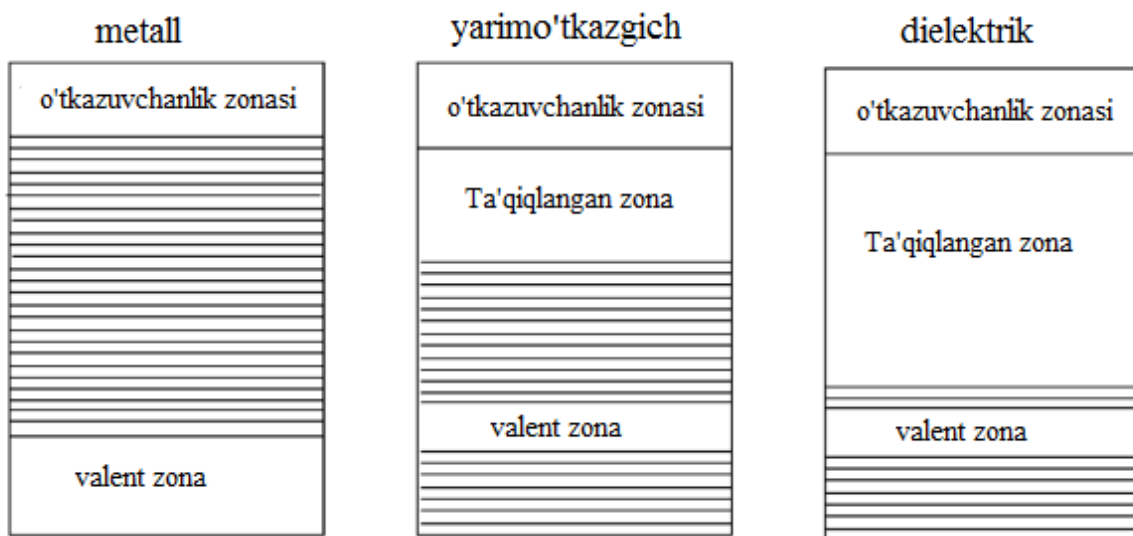 metall
yarimo'tkazgich
dielektrik
o'tkazuvchanlik zonasi
o'tkazuvchanlik zonasi
o'tkazuvchanlik zonasi
Ta'qiqlangan zona
Ta'qiqlangan zona
valent zona
valent zona
valent zona